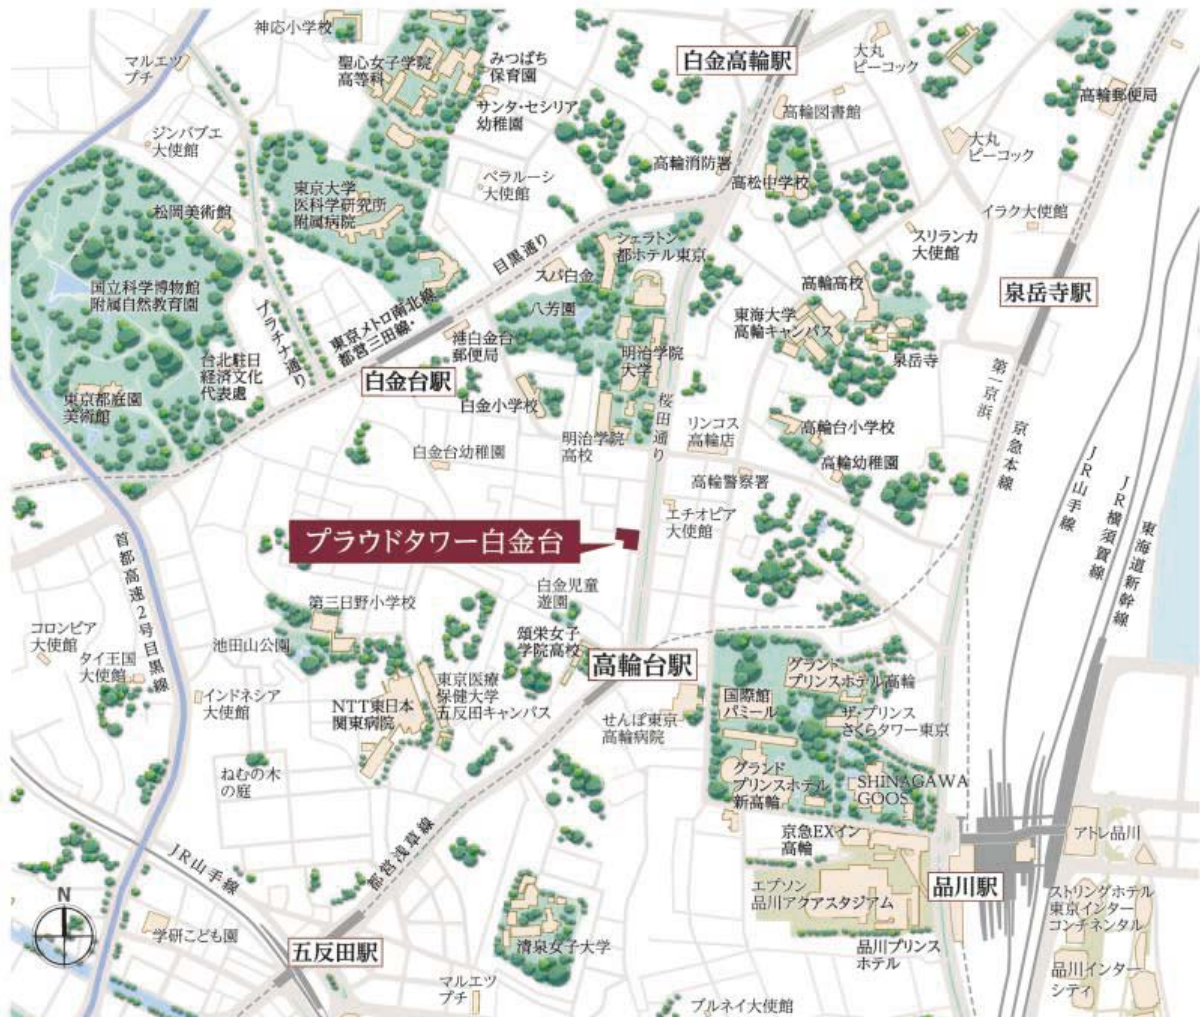 神応小学校
マルエツ
プチ
聖心女子学院
高等科
みつばち
保育園
サンタ・セシリア
幼稚園
白金高輪駅
大丸
ピーコック
高輪郵便局
高輪図書館
ジンバブエ
大使館
大丸
ピーコック
高輪消防署
高松中学校
ベラルーシ
大使館
東京大学
医科学研究所
附属病院
松岡美術館
イラク大使館
スリランカ
大使館
目黒通り
シェラトン
都ホテル東京
スパ白金
国立科学博物館
附属自然教育園
高輪高校
泉岳寺駅
八芳園
東海大学
高輪キャンパス
プラチナ通り
東京メトロ南北線・
都営三田線
港白金台
郵便局
明治学院
大学
泉岳寺
台北駐日
経済文化
代表處
白金台駅
第一京浜
東京都庭園
美術館
白金小学校
桜田通り
リンコス
高輪店
高輪台小学校
京急本線
明治学院
高校
白金台幼稚園
高輪幼稚園
JR山手線
高輪警察署
JR横須賀線
エチオピア
大使館
東海道新幹線
プラウドタワー白金台
首都高速2号目黒線
白金児童
遊園
第三日野小学校
コロンビア
大使館
池田山公園
頌栄女子
学院高校
タイ王国
大使館
高輪台駅
グランド
プリンスホテル高輪
東京医療
保健大学
五反田キャンパス
インドネシア
大使館
NTT東日本
関東病院
国際館
パミール
せんぽ東京
高輪病院
ザ・プリンス
さくらタワー東京
ねむの木
の庭
グランド
プリンスホテル
新高輪
SHINAGAWA
GOOS
都営浅草線
京急EXイン
高輪
アトレ品川
JR山手線
エプソン
品川アクアスタジアム
品川駅
ストリングホテル
東京インター
コンチネンタル
N
学研こども園
五反田駅
清泉女子大学
品川プリンス
ホテル
品川インター
シティ
マルエツ
プチ
ブルネイ大使館